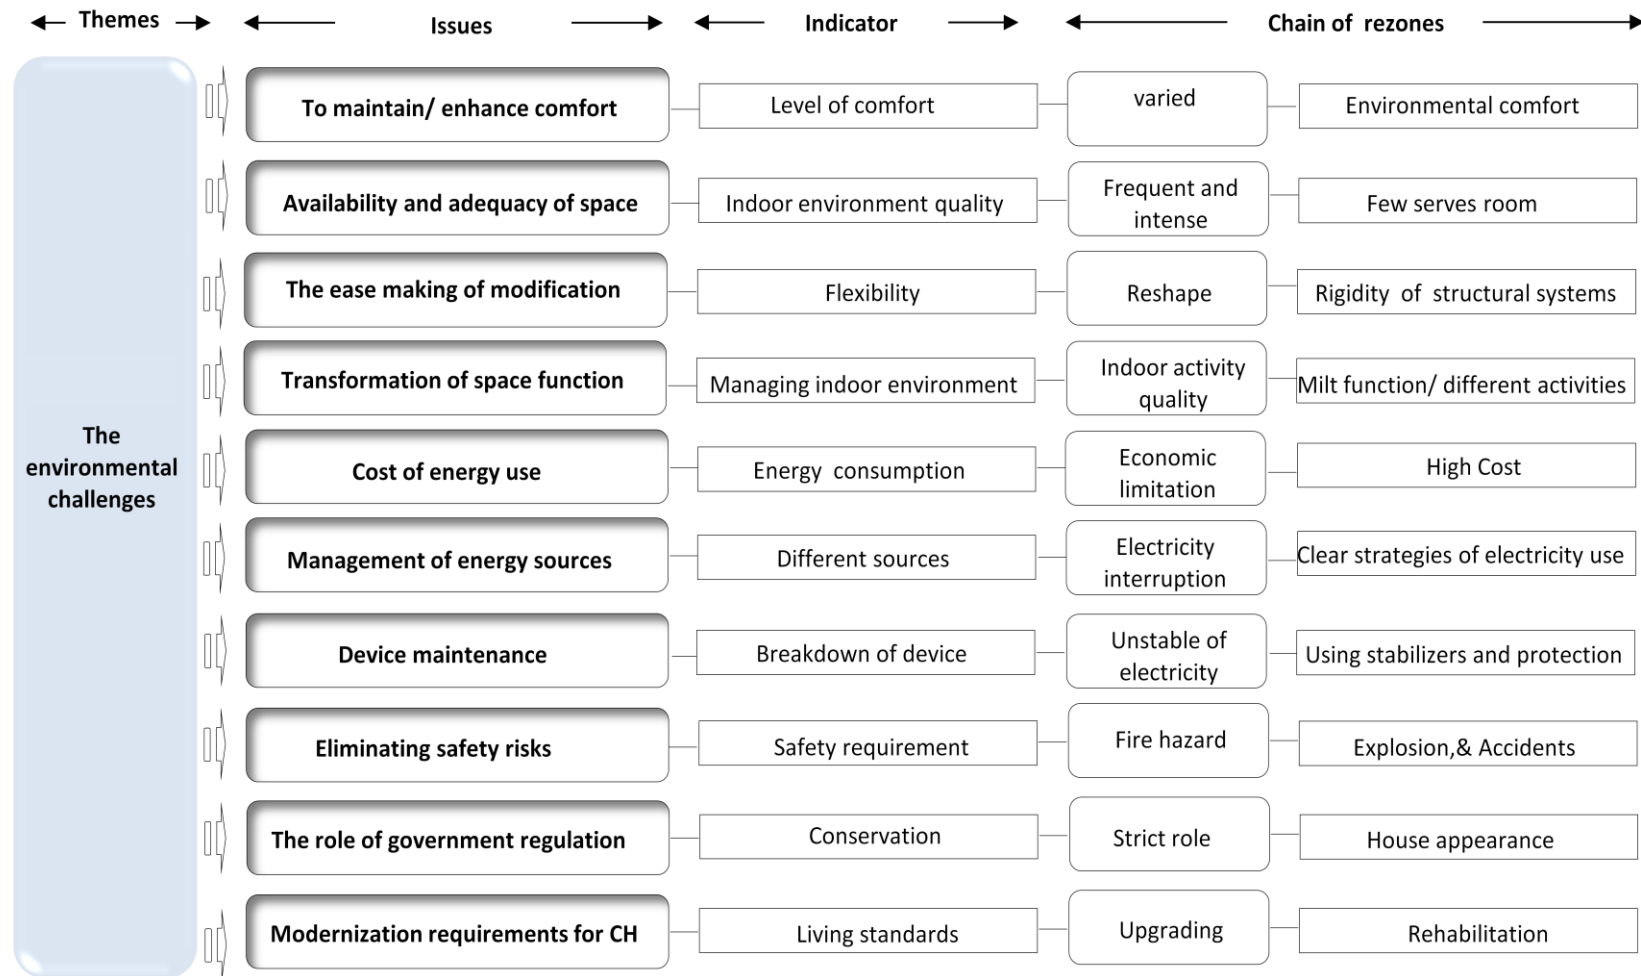 Themes
Issues
Indicator
Chain of rezones
The
environmental
challenges
To maintain/ enhance comfort
Level of comfort
varied
Environmental comfort
Availability and adequacy of space
Indoor environment quality
Frequent and
intense
Few serves room
The ease making of modification
Flexibility
Reshape
Rigidity of structural systems
Transformation of space function
Managing indoor environment
Indoor activity
quality
Milt function/ different activities
Cost of energy use
Energy consumption
Economic
limitation
High Cost
Management of energy sources
Different sources
Electricity
interruption
Clear strategies of electricity use
Device maintenance
Breakdown of device
Unstable of
electricity
Using stabilizers and protection
Eliminating safety risks
Safety requirement
Fire hazard
Explosion,& Accidents
The role of government regulation
Conservation
Strict role
House appearance
Modernization requirements for CH
Living standards
Upgrading
Rehabilitation